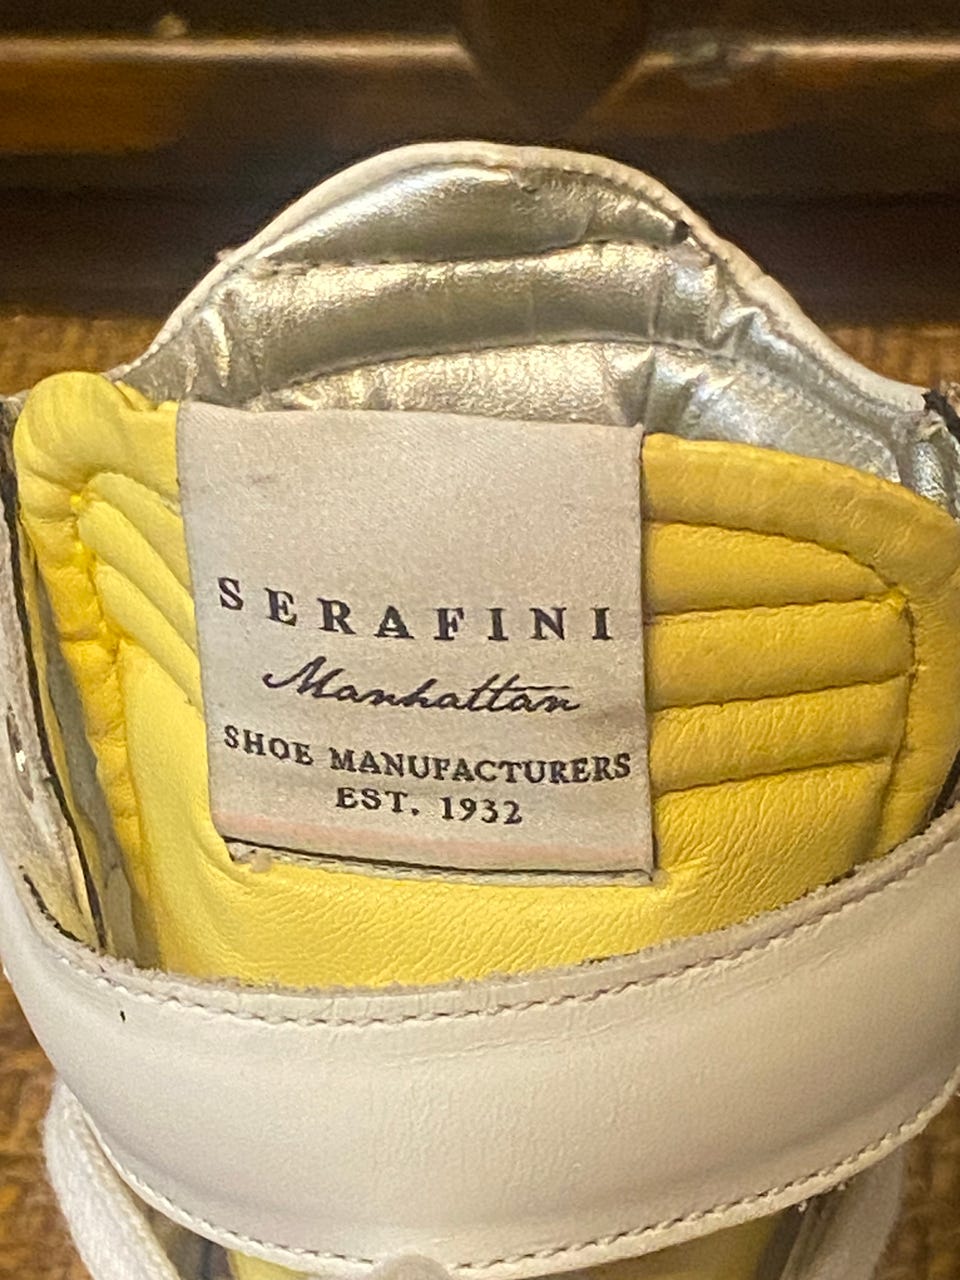 SERAFINI
Manhattan
SHOE MANUFACTURERS
EST. 1932